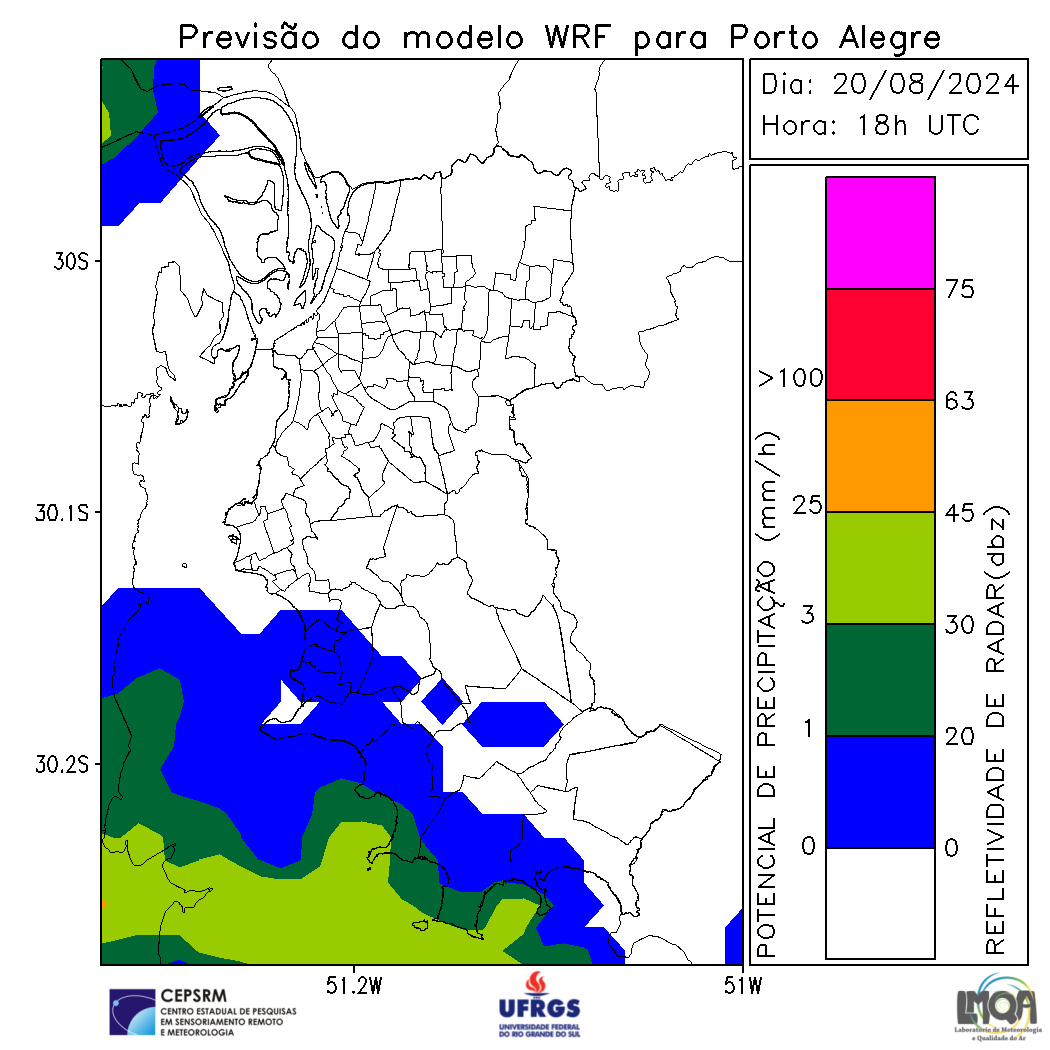 Previsão do modelo WRF para Porto Alegre
Dia: 20/08/2024
Hora: 18h UTC
30S
30.1S
30.2S
51.2W
51W
>100
25
3
1
0
75
63
45
30
20
0
POTENCIAL DE PRECIPITAÇÃO (mm/h)
REFLETIVIDADE DE RADAR(dbz)
CEPSRM
CENTRO ESTADUAL DE PESQUISAS
EM SENSORIAMENTO REMOTO
E METEOROLOGIA
UFRGS
UNIVERSIDADE FEDERAL
DO RIO GRANDE DO SUL
LMQA
Laboratório de Meteorologia
e Qualidade do Ar